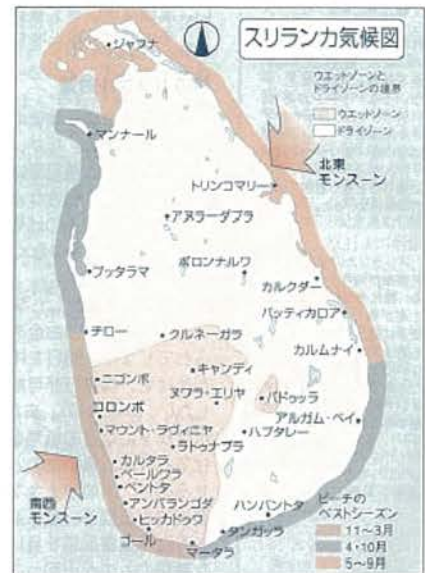 スリランカ気候図
ウエットゾーンと
ドライゾーンの境界
ウエットゾーン
ドライゾーン
ジャフナ
マンナール
北東
モンスーン
トリンコマリー
アヌラーダプラ
ポロンナルワ
プッタラマ
カルクダー
バッティカロア
チロー
クルネーガラ
カルムナイ
キャンディ
ニゴンボ
ヌワラ・エリヤ
バドゥッラ
コロンボ
アルガム・ベイ
マウント・ラヴィニヤ
ハプタレー
ラトゥナプラ
カルタラ
ベールワラ
ベントタ
南西
モンスーン
アンバランゴダ
ハンバントタ
ヒッカドゥワ
タンガッラ
ゴール
マータラ
ビーチの
ベストシーズン
11〜3月
4・10月
5〜9月